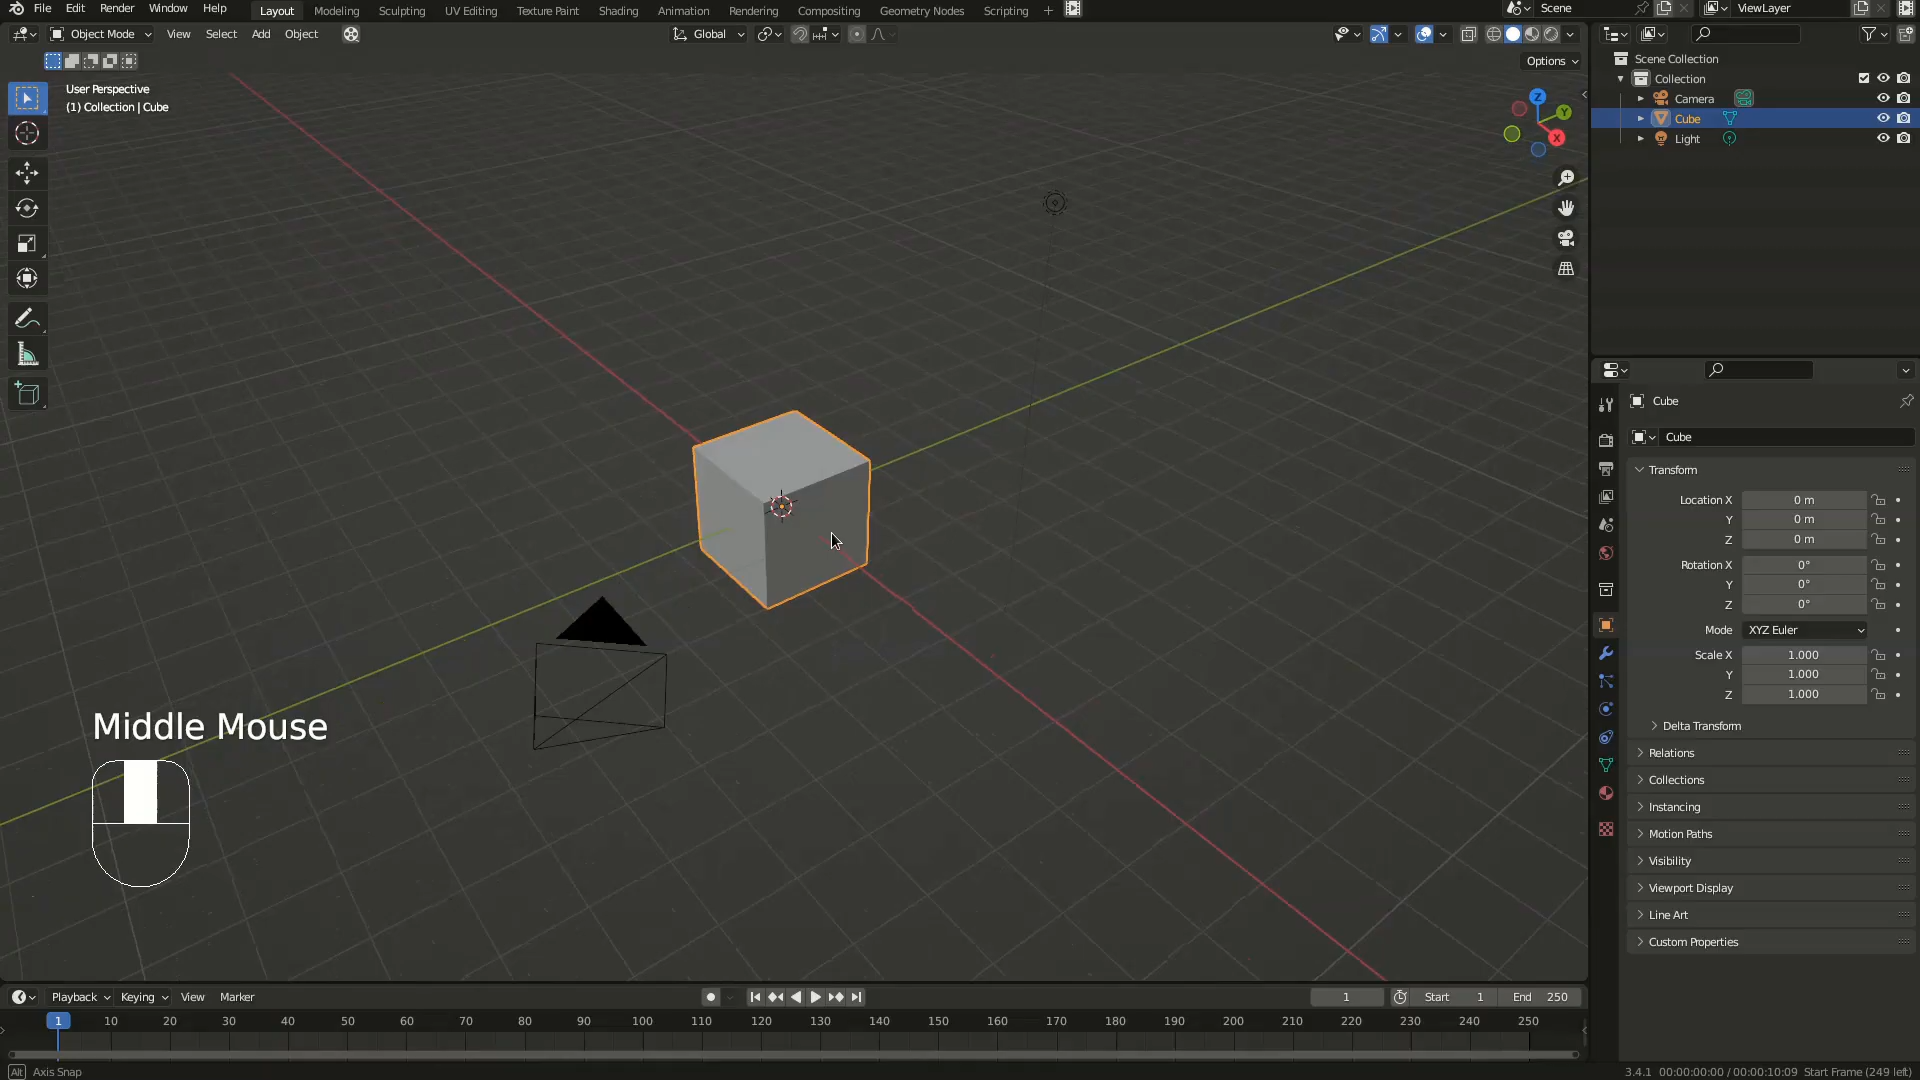 File Edit Render Window Help Layout Modeling Sculpting UV Editing Texture Paint Shading Animation Rendering Compositing Geometry Nodes Scripting + Scene ViewLayer
Object Mode View Select Add Object Global
Options
User Perspective
(1) Collection | Cube
Z
Y
X
Scene Collection
Collection
Camera
Cube
Light
Cube
Cube
Transform
Location X 0 m
Y 0 m
Z 0 m
Rotation X 0°
Y 0°
Z 0°
Mode XYZ Euler
Scale X 1.000
Y 1.000
Z 1.000
Delta Transform
Relations
Collections
Instancing
Motion Paths
Visibility
Viewport Display
Line Art
Custom Properties
Middle Mouse
Playback Keying View Marker 1 Start 1 End 250
1 10 20 30 40 50 60 70 80 90 100 110 120 130 140 150 160 170 180 190 200 210 220 230 240 250
Alt Axis Snap 3.4.1 00:00:00:00 / 00:00:10:09 Start Frame (249 left)